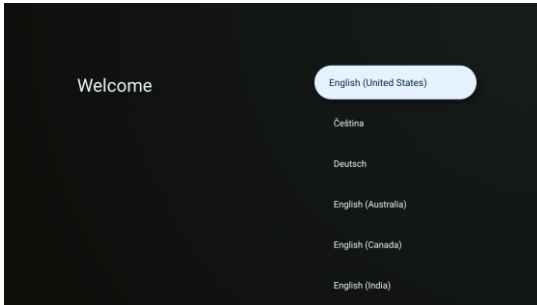 Welcome
English (United States)
Čeština
Deutsch
English (Australia)
English (Canada)
English (India)